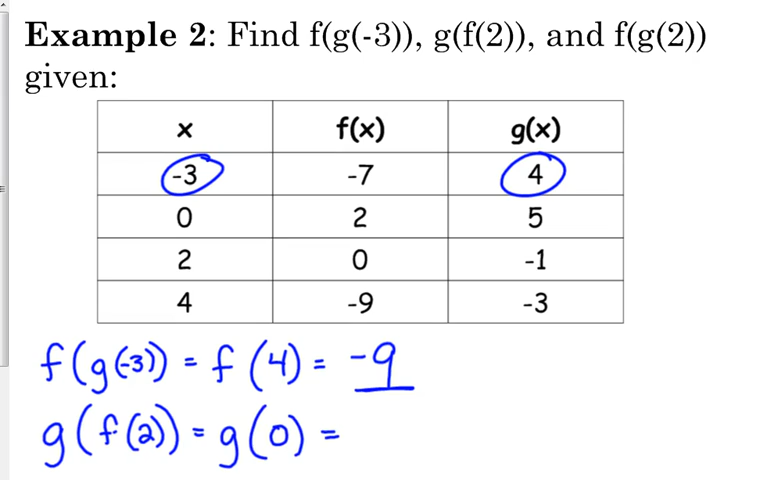 Example 2: Find f(g(-3)), g(f(2)), and f(g(2))
given:
x f(x) g(x)
-3 -7 4
0 2 5
2 0 -1
4 -9 -3
f(g(-3)) = f(4) = -9
g(f(2)) = g(0) =